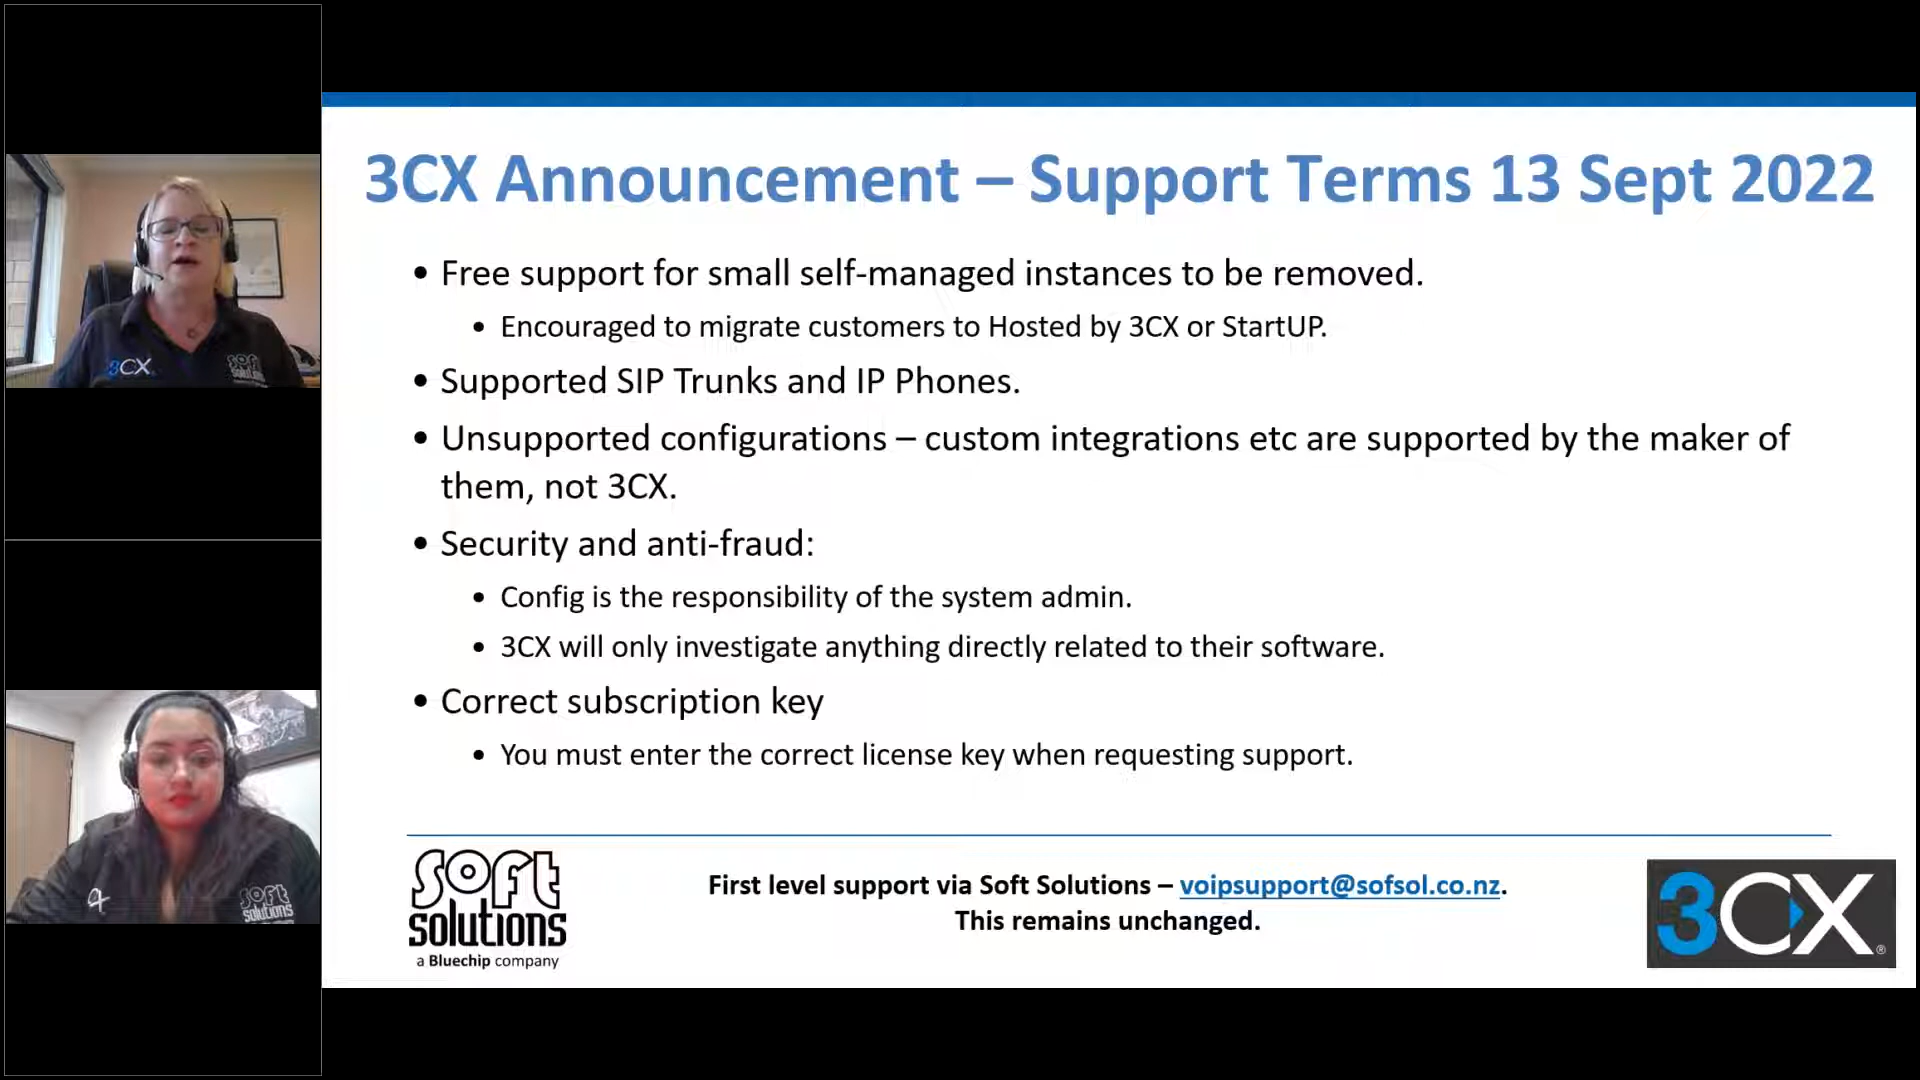 3CX Announcement – Support Terms 13 Sept 2022
• Free support for small self-managed instances to be removed.
• Encouraged to migrate customers to Hosted by 3CX or StartUP.
• Supported SIP Trunks and IP Phones.
• Unsupported configurations – custom integrations etc are supported by the maker of
them, not 3CX.
• Security and anti-fraud:
• Config is the responsibility of the system admin.
• 3CX will only investigate anything directly related to their software.
• Correct subscription key
• You must enter the correct license key when requesting support.
soft
solutions
a Bluechip company
First level support via Soft Solutions – voipsupport@sofsol.co.nz.
This remains unchanged.
3CX®
3CX
soft
solutions
soft
solutions